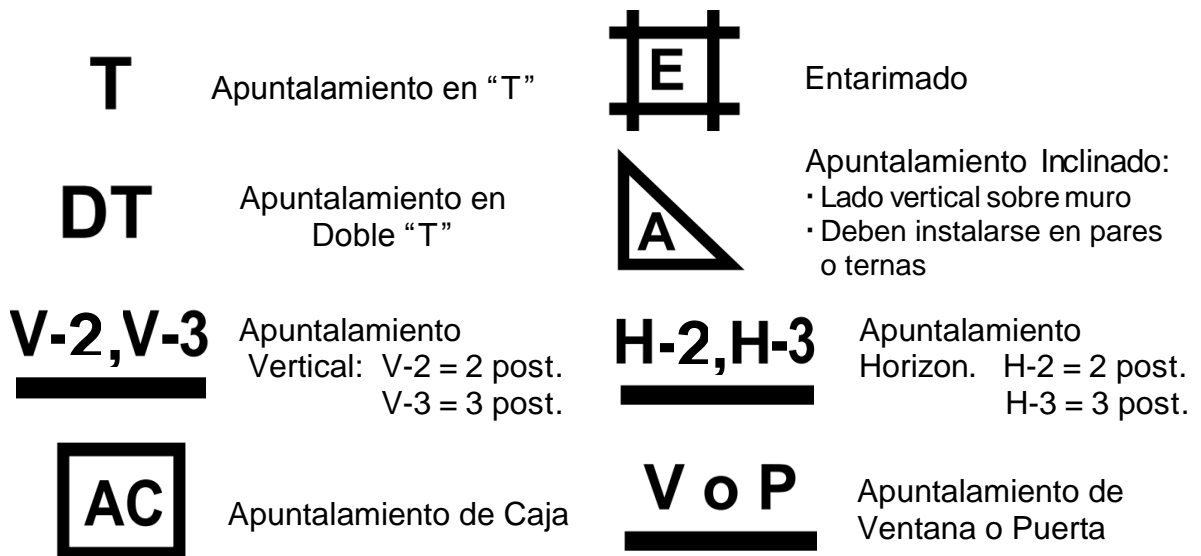 T
Apuntalamiento en “T”
E
Entarimado
DT
Apuntalamiento en
Doble “T”
A
Apuntalamiento Inclinado:
· Lado vertical sobre muro
· Deben instalarse en pares
o ternas
V-2,V-3
Apuntalamiento
Vertical: V-2 = 2 post.
V-3 = 3 post.
H-2,H-3
Apuntalamiento
Horizon. H-2 = 2 post.
H-3 = 3 post.
AC
Apuntalamiento de Caja
V o P
Apuntalamiento de
Ventana o Puerta